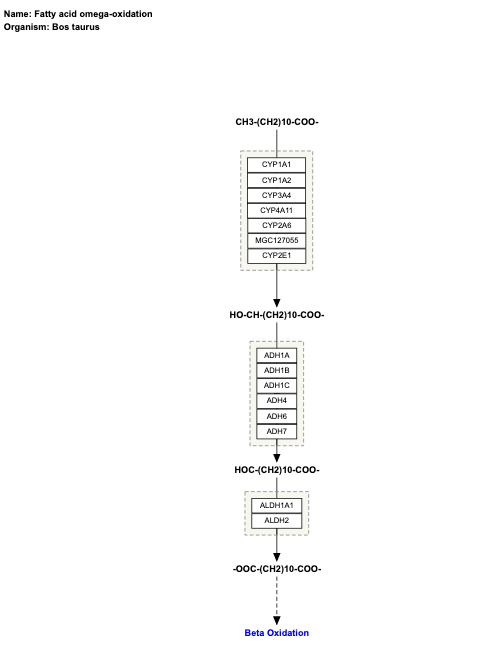 Name: Fatty acid omega-oxidation
Organism: Bos taurus
CH3-(CH2)10-COO-
CYP1A1
CYP1A2
CYP3A4
CYP4A11
CYP2A6
MGC127055
CYP2E1
HO-CH-(CH2)10-COO-
ADH1A
ADH1B
ADH1C
ADH4
ADH6
ADH7
HOC-(CH2)10-COO-
ALDH1A1
ALDH2
-OOC-(CH2)10-COO-
Beta Oxidation